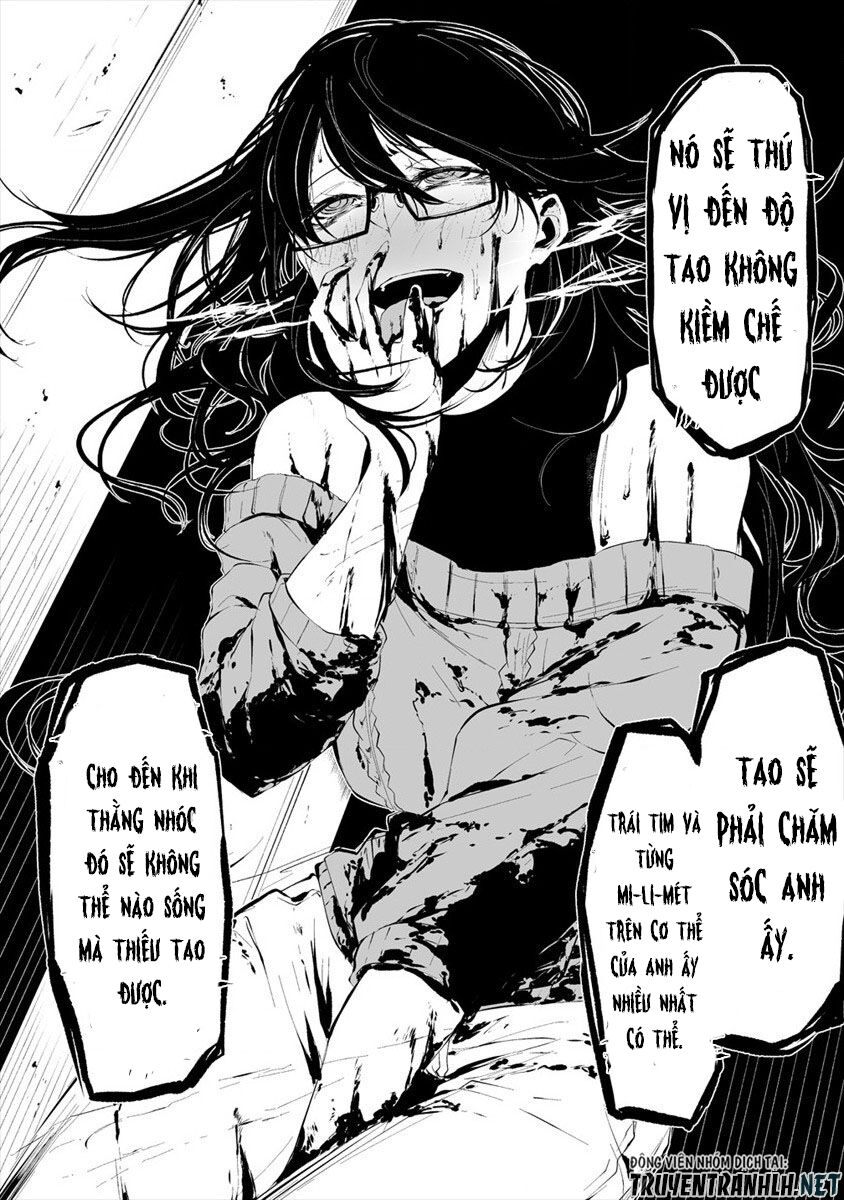 NÓ SẼ THÚ
VỊ ĐẾN ĐỘ
TAO KHÔNG
KIỀM CHẾ
ĐƯỢC
TAO SẼ
PHẢI CHĂM
SÓC ANH
ẤY.
TRÁI TIM VÀ
TỪNG
MI-LI-MÉT
TRÊN CƠ THỂ
CỦA ANH ẤY
NHIỀU NHẤT
CÓ THỂ.
CHO ĐẾN KHI
THẰNG NHÓC
ĐÓ SẼ KHÔNG
THỂ NÀO SỐNG
MÀ THIẾU TAO
ĐƯỢC.
ĐỘNG VIÊN NHÓM DỊCH TẠI:
TRUYENTRANHLH.NET